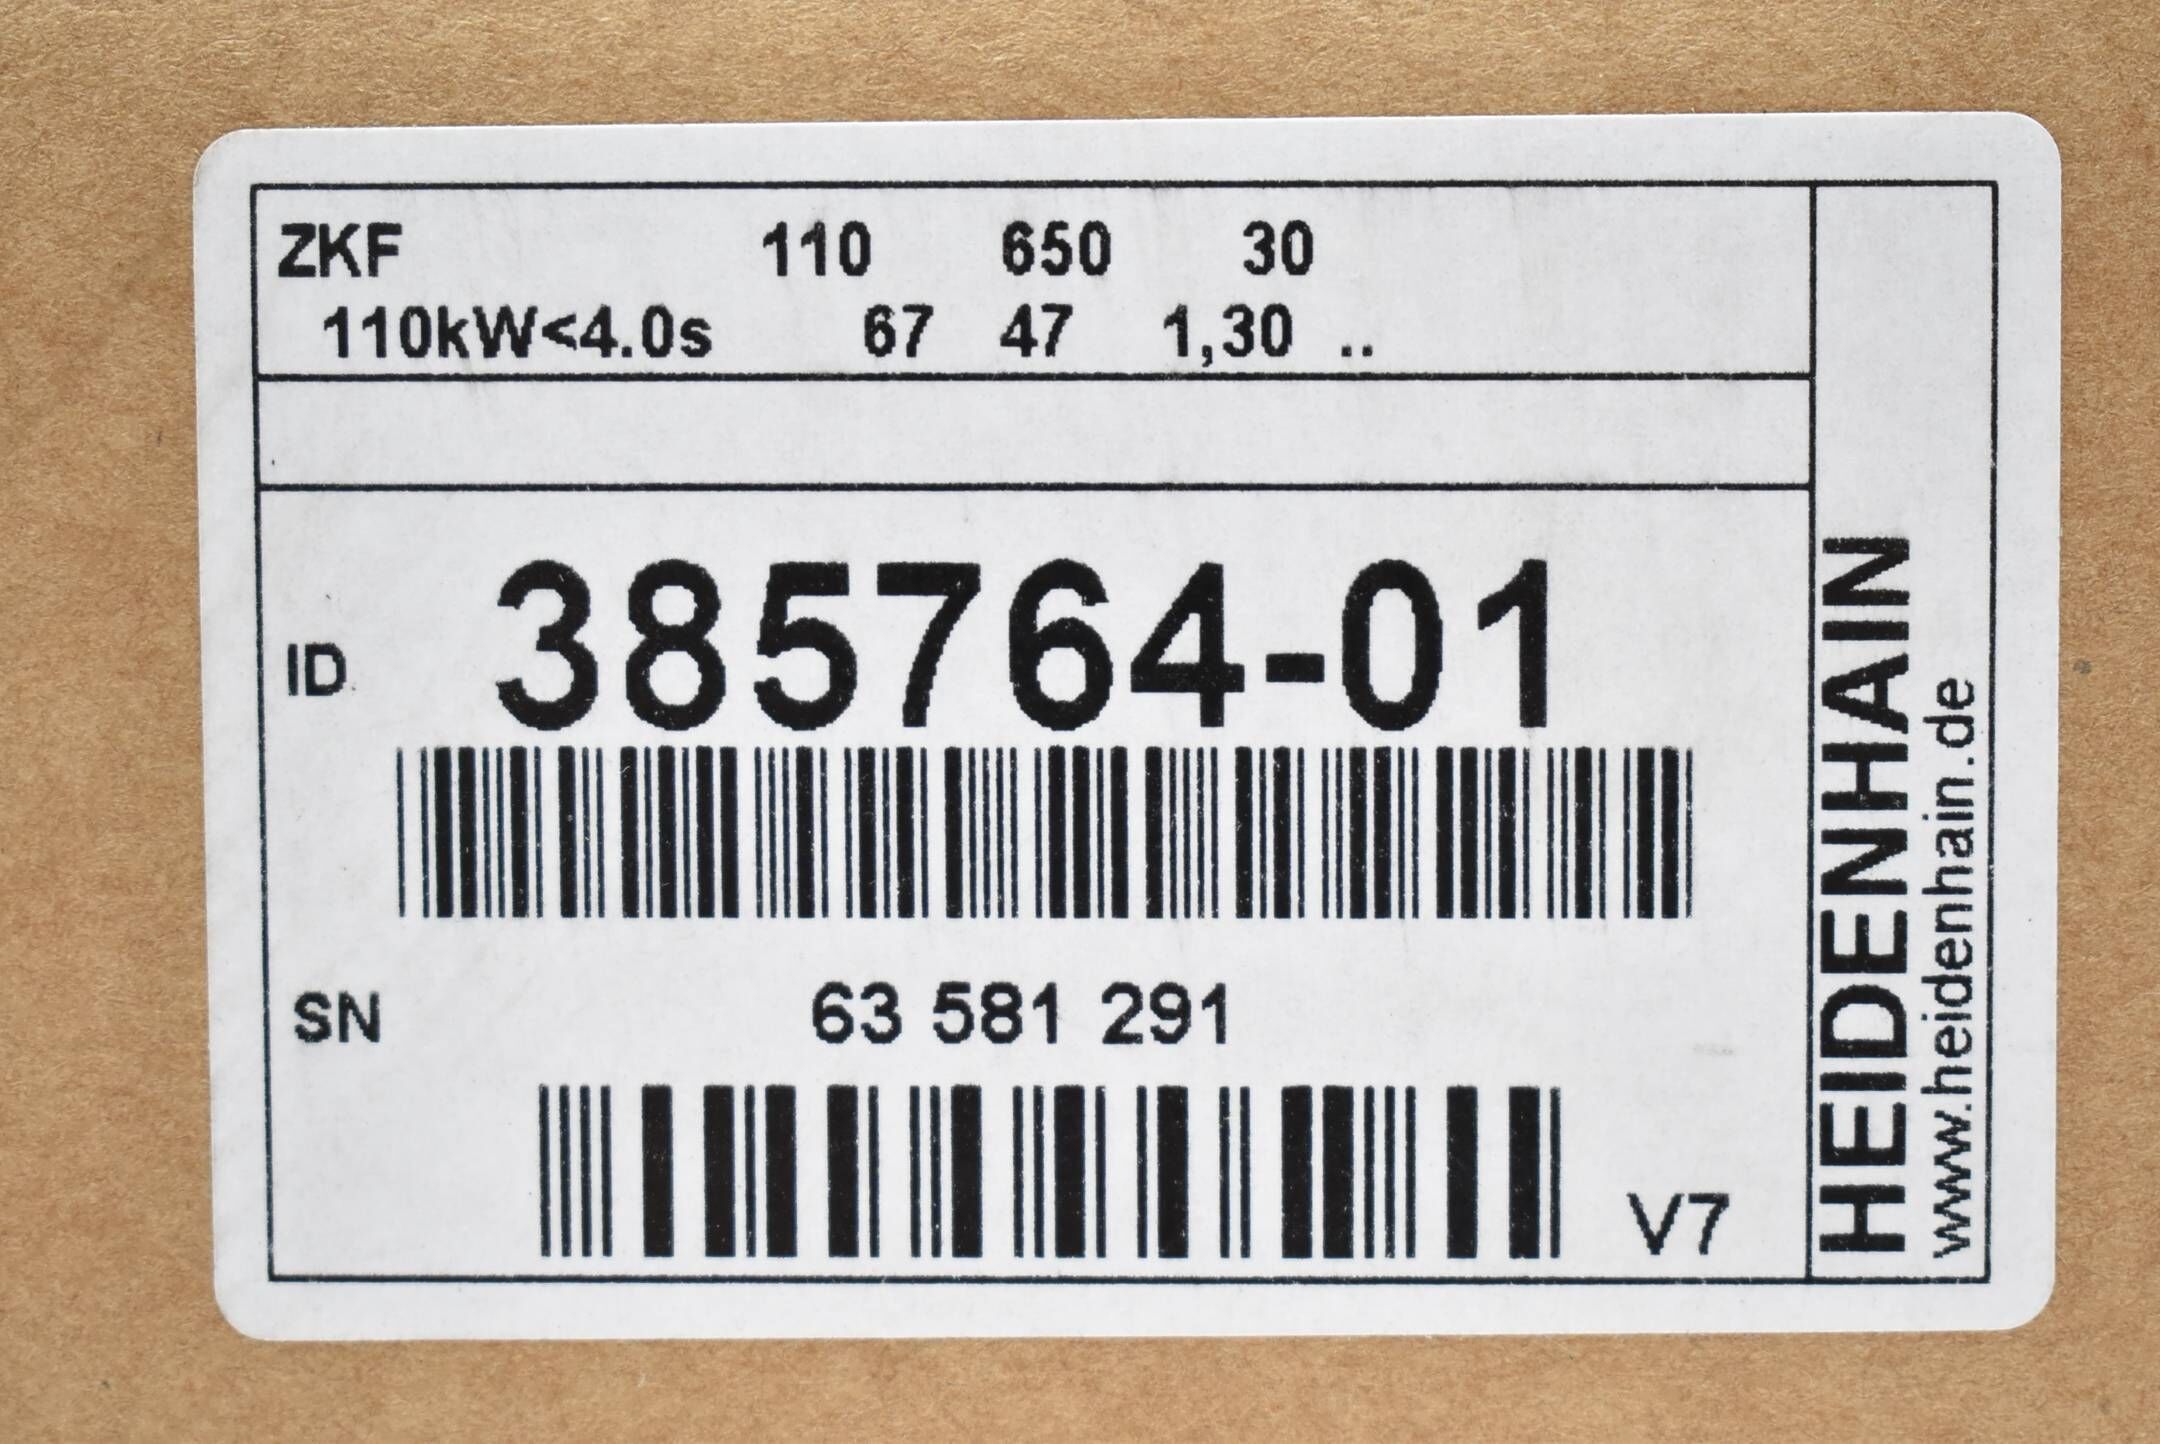 ZKF 110 650 30
110kW<4.0s 67 47 1,30 ..
ID 385764-01
SN 63 581 291
V7
HEIDENHAIN
www.heidenhain.de